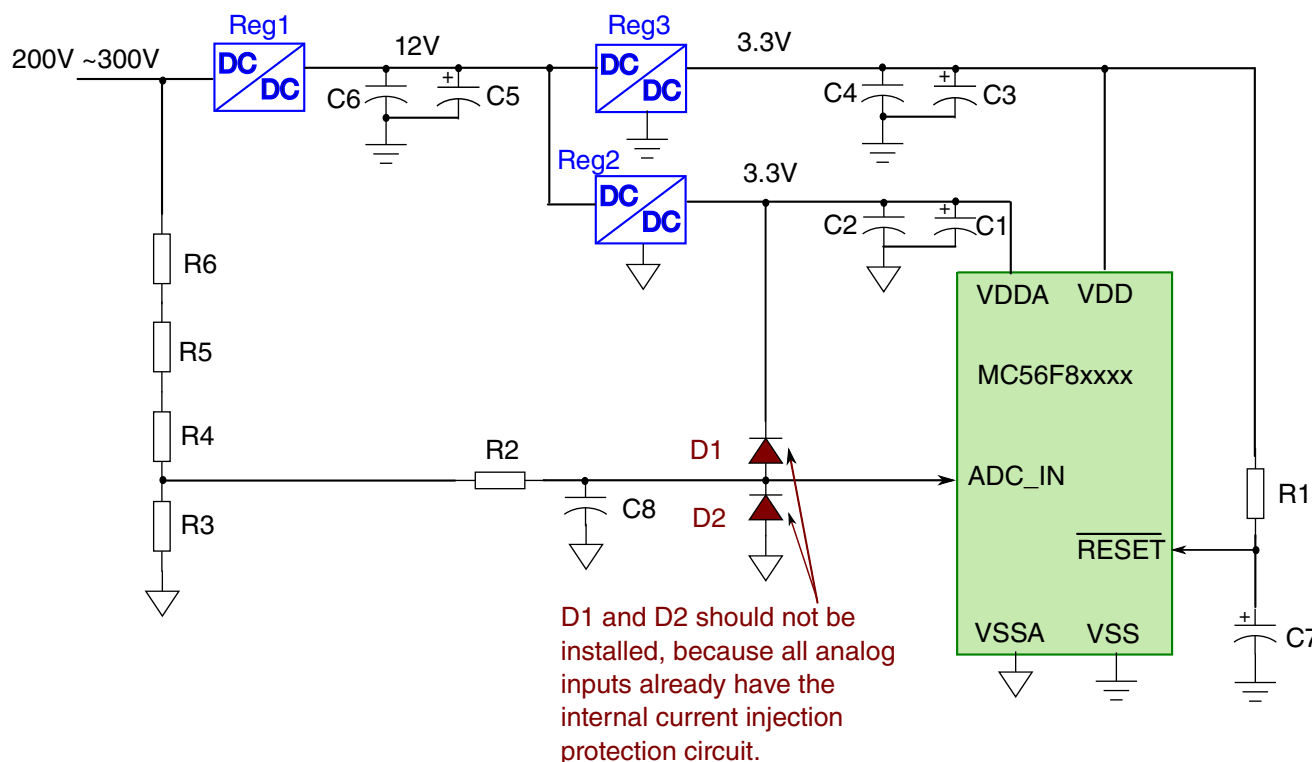 Reg1
200V ~300V
DC
DC
12V
C6
+
C5
Reg3
DC
DC
3.3V
C4
+
C3
Reg2
DC
DC
3.3V
C2
+
C1
R6
R5
R4
R3
R2
C8
D1
D2
VDDA VDD
MC56F8xxxx
ADC_IN
RESET
VSSA VSS
R1
+
C7
D1 and D2 should not be
installed, because all analog
inputs already have the
internal current injection
protection circuit.